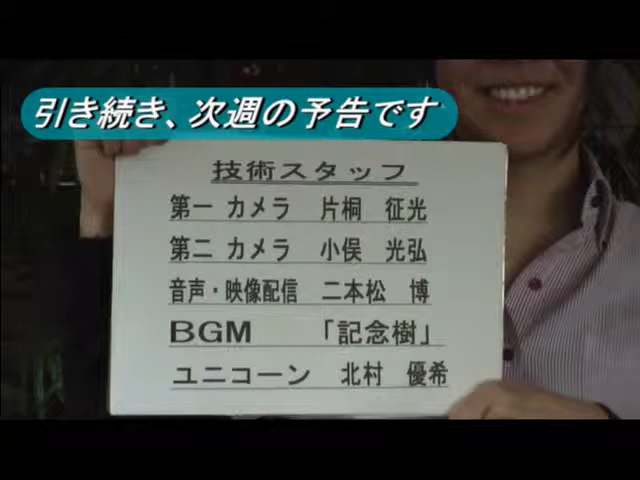 引き続き、次週の予告です
技術スタッフ
第一 カメラ 片桐 征光
第二 カメラ 小俣 光弘
音声・映像配信 二本松 博
BGM 「記念樹」
ユニコーン 北村 優希